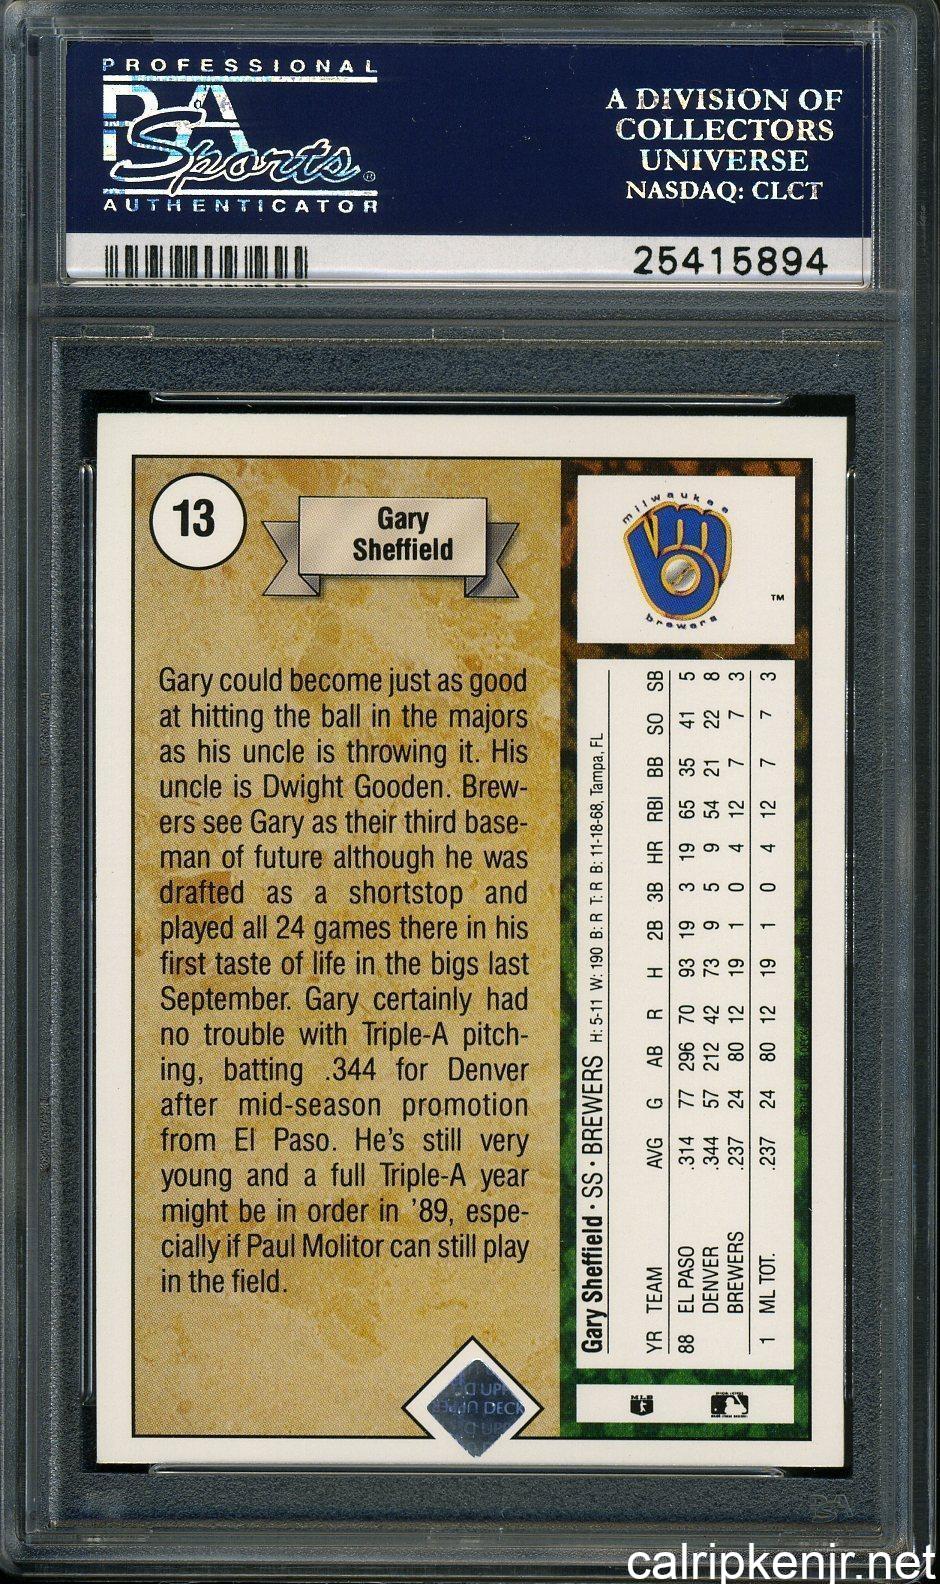 PROFESSIONAL
PSA
Sports®
AUTHENTICATOR
A DIVISION OF
COLLECTORS
UNIVERSE
NASDAQ: CLCT
25415894
13
Gary
Sheffield
Gary could become just as good
at hitting the ball in the majors
as his uncle is throwing it. His
uncle is Dwight Gooden. Brew-
ers see Gary as their third base-
man of future although he was
drafted as a shortstop and
played all 24 games there in his
first taste of life in the bigs last
September. Gary certainly had
no trouble with Triple-A pitch-
ing, batting .344 for Denver
after mid-season promotion
from El Paso. He's still very
young and a full Triple-A year
might be in order in '89, espe-
cially if Paul Molitor can still play
in the field.
UPPER DECK
milwaukee
brewers
TM
Gary Sheffield · SS · BREWERS H: 5-11 W: 190 B: R T: R B: 11-18-68, Tampa, FL
YR TEAM AVG G AB R H 2B 3B HR RBI BB SO SB
88 EL PASO .314 77 296 70 93 19 3 19 65 35 41 5
DENVER .344 57 212 42 73 9 5 9 54 21 22 8
BREWERS .237 24 80 12 19 1 0 4 12 7 7 3
1 ML TOT. .237 24 80 12 19 1 0 4 12 7 7 3
MLB
PSA
calripkenjr.net